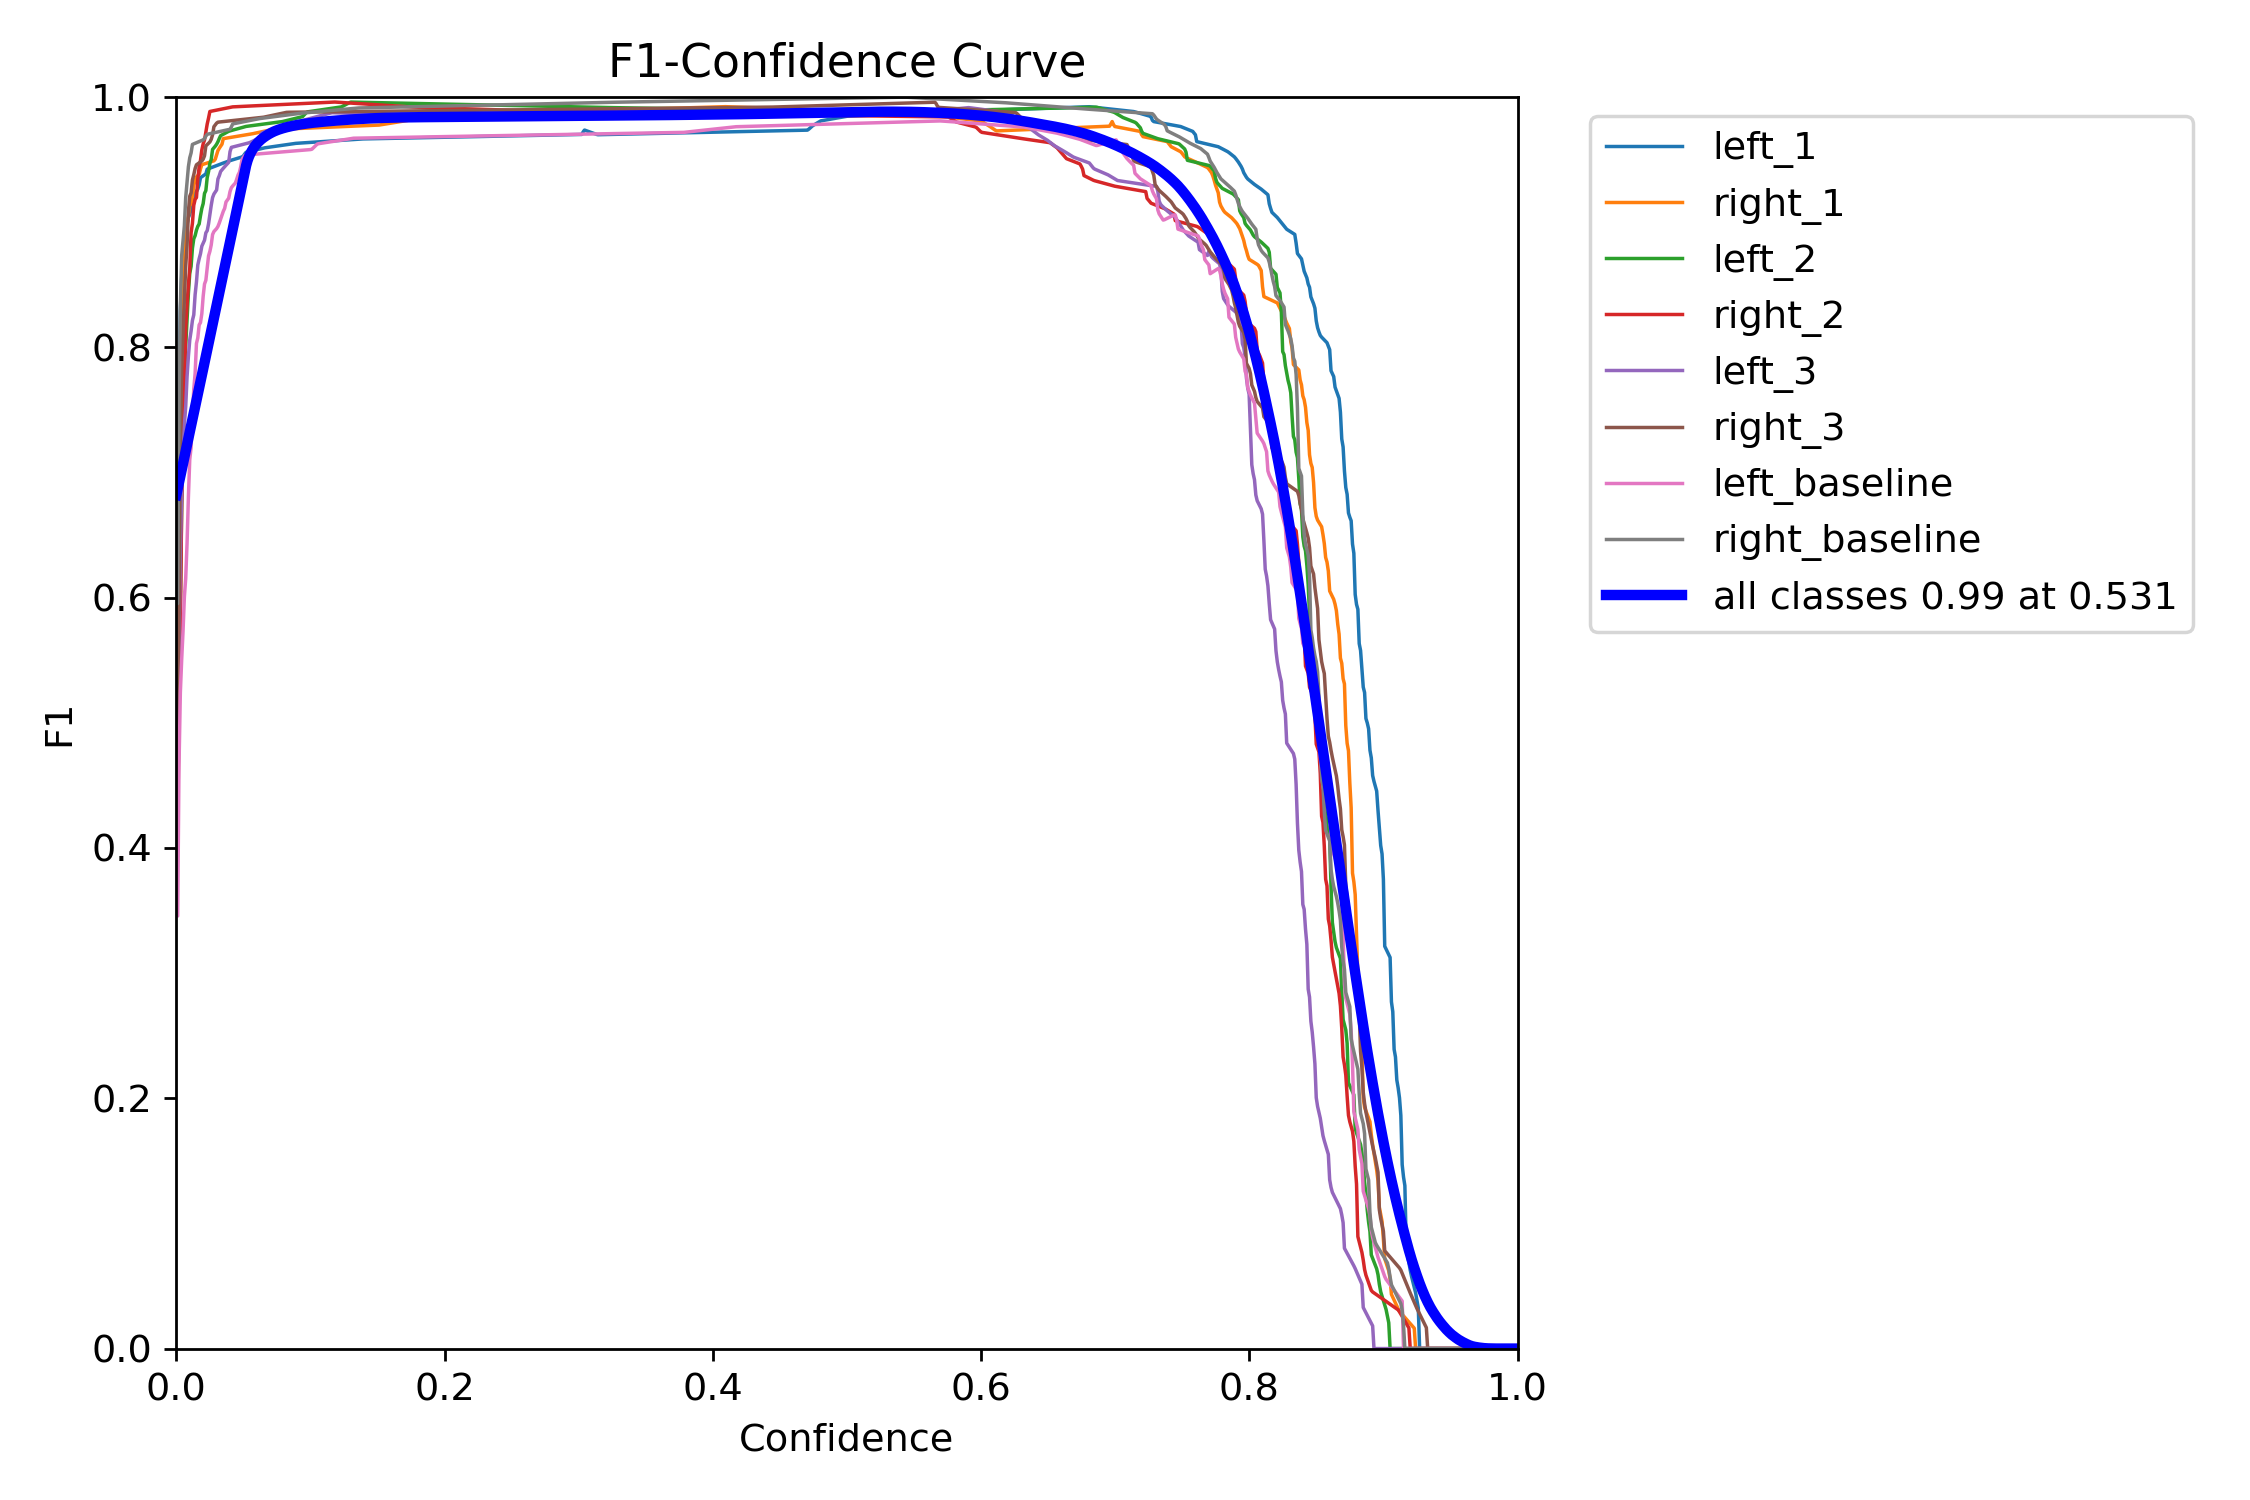 F1-Confidence Curve
1.0
0.8
0.6
0.4
0.2
0.0
F1
0.0 0.2 0.4 0.6 0.8 1.0
Confidence
left_1
right_1
left_2
right_2
left_3
right_3
left_baseline
right_baseline
all classes 0.99 at 0.531